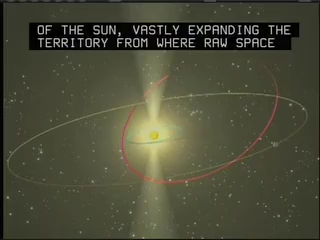 OF THE SUN, VASTLY EXPANDING THE
TERRITORY FROM WHERE RAW SPACE